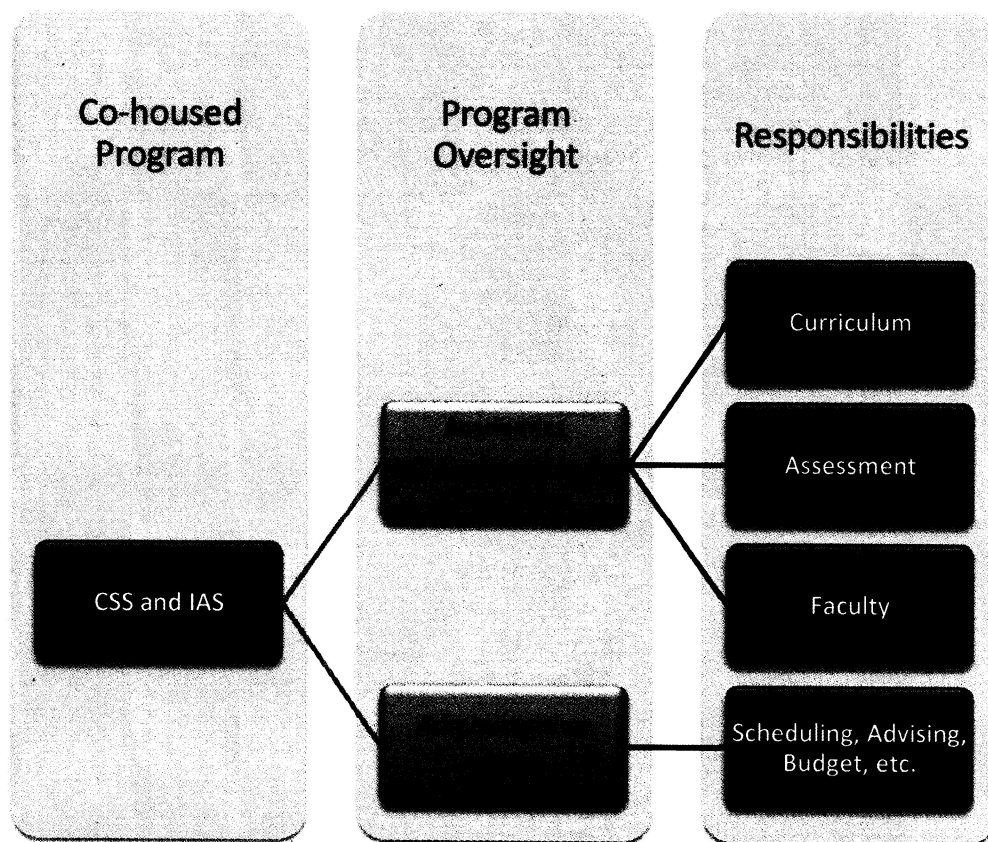 Co-housed
Program
Program
Oversight
Responsibilities
CSS and IAS
Curriculum
Assessment
Faculty
Scheduling, Advising,
Budget, etc.